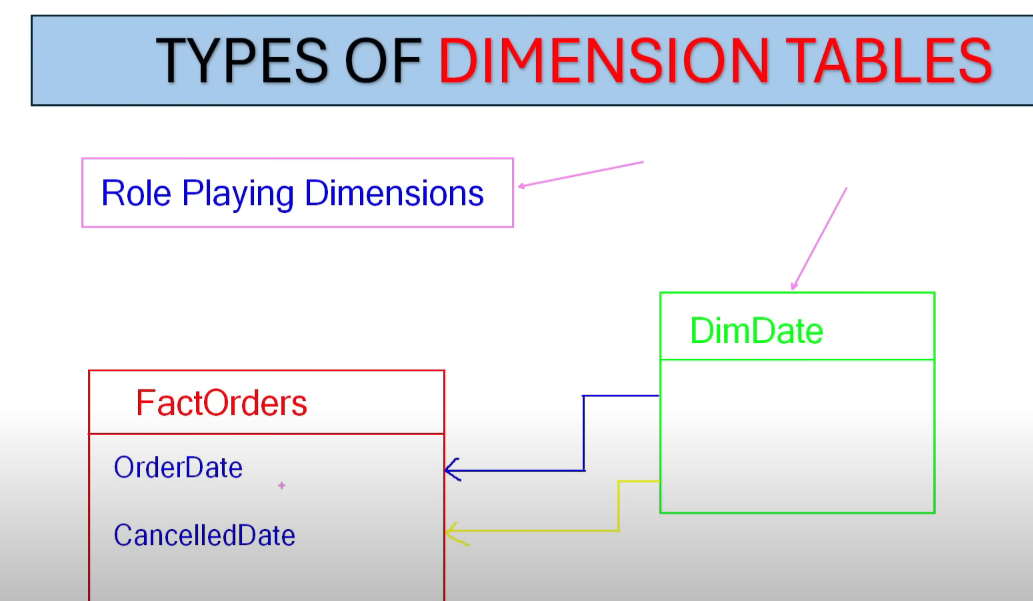 TYPES OF DIMENSION TABLES
Role Playing Dimensions
DimDate
FactOrders
OrderDate
CancelledDate